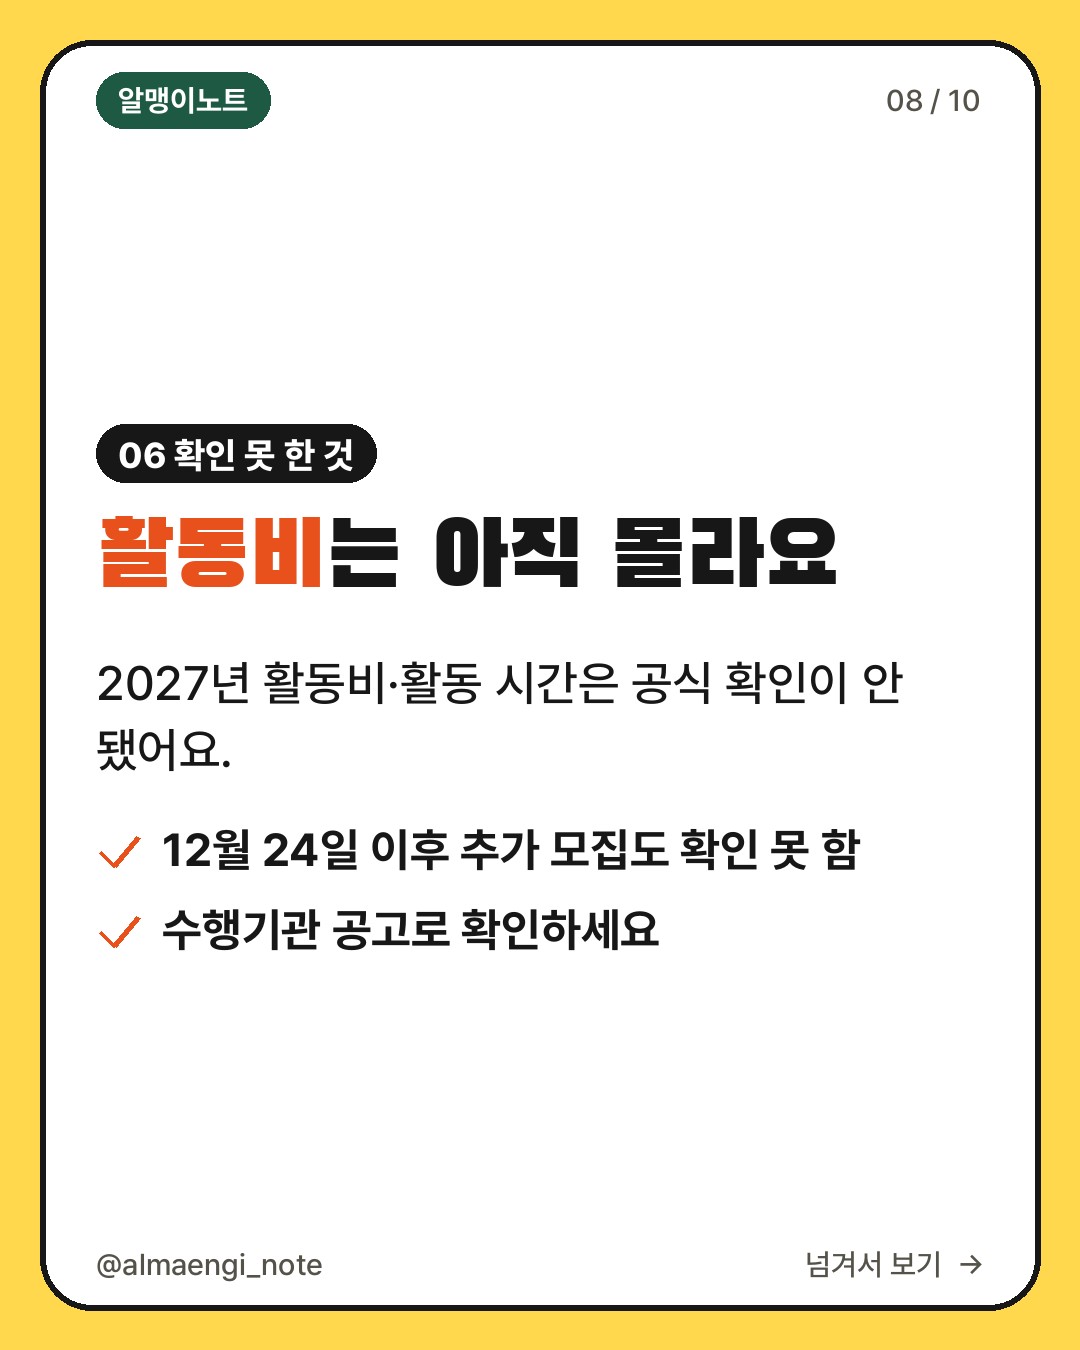 알맹이노트
08 / 10
06 확인 못 한 것
활동비는 아직 몰라요
2027년 활동비·활동 시간은 공식 확인이 안
됐어요.
12월 24일 이후 추가 모집도 확인 못 함
수행기관 공고로 확인하세요
@almaengi_note
넘겨서 보기 →